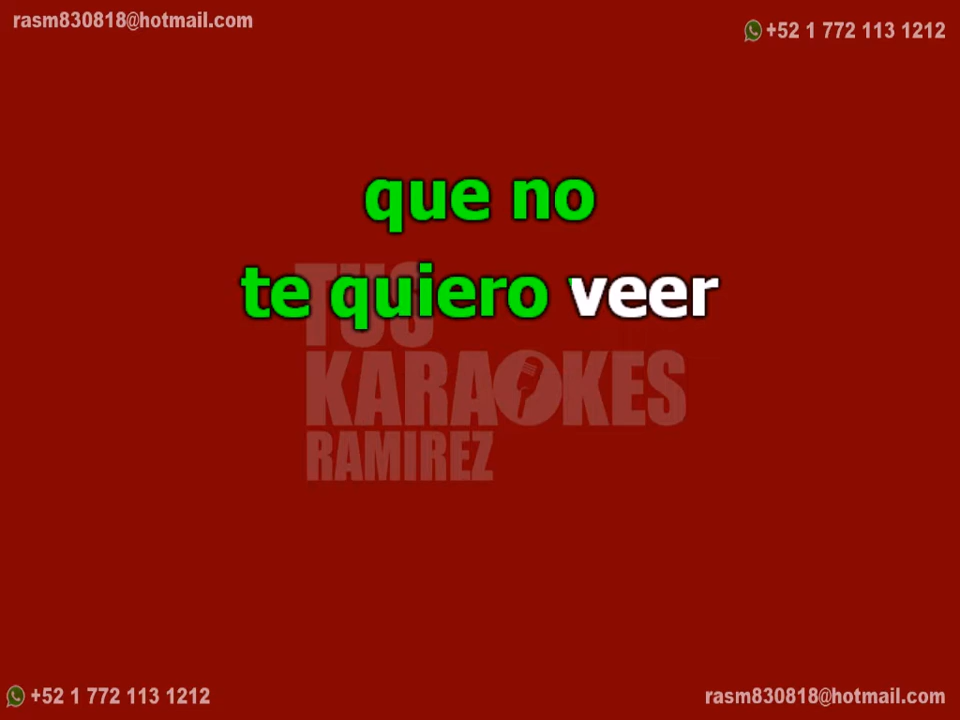 rasm830818@hotmail.com
+52 1 772 113 1212
que no
te quiero veer
TUS
KARAOKES
RAMIREZ
+52 1 772 113 1212
rasm830818@hotmail.com